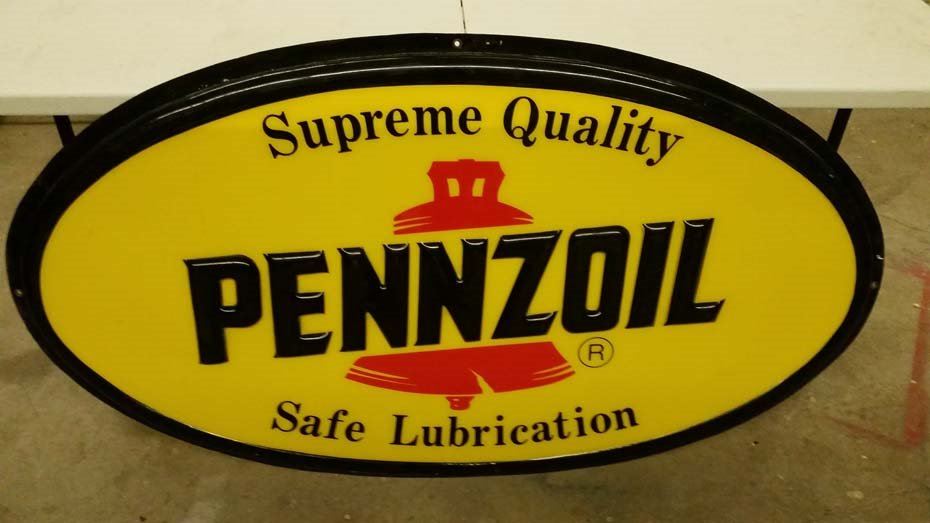 Supreme Quality
PENNZOIL
®
Safe Lubrication